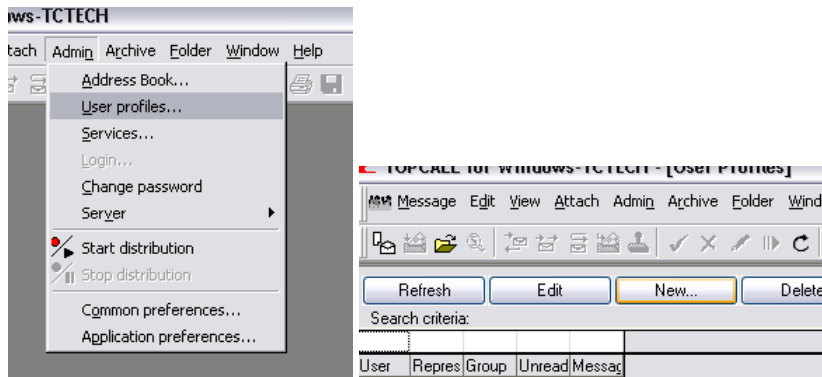 ows-TCTECH
tach Admin Archive Folder Window Help
Address Book...
User profiles...
Services...
Login...
Change password
Server
Start distribution
Stop distribution
Common preferences...
Application preferences...
TOPCALL for Windows-TCTECH - [User Profiles]
Message Edit View Attach Admin Archive Folder Wind
Refresh Edit New... Delete
Search criteria:
User Repres Group Unread Messag